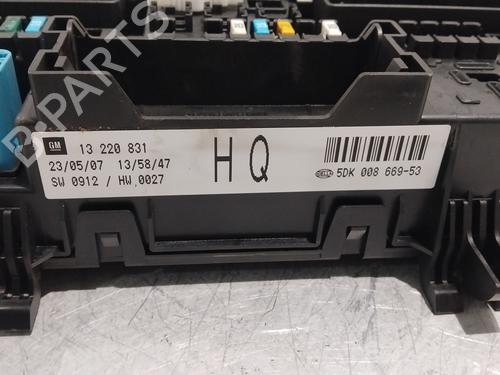 B-PARTS
GM 13 220 831
23/05/07 13/58/47
SW 0912 / HW 0027
HQ
HELLA 5DK 008 669-53